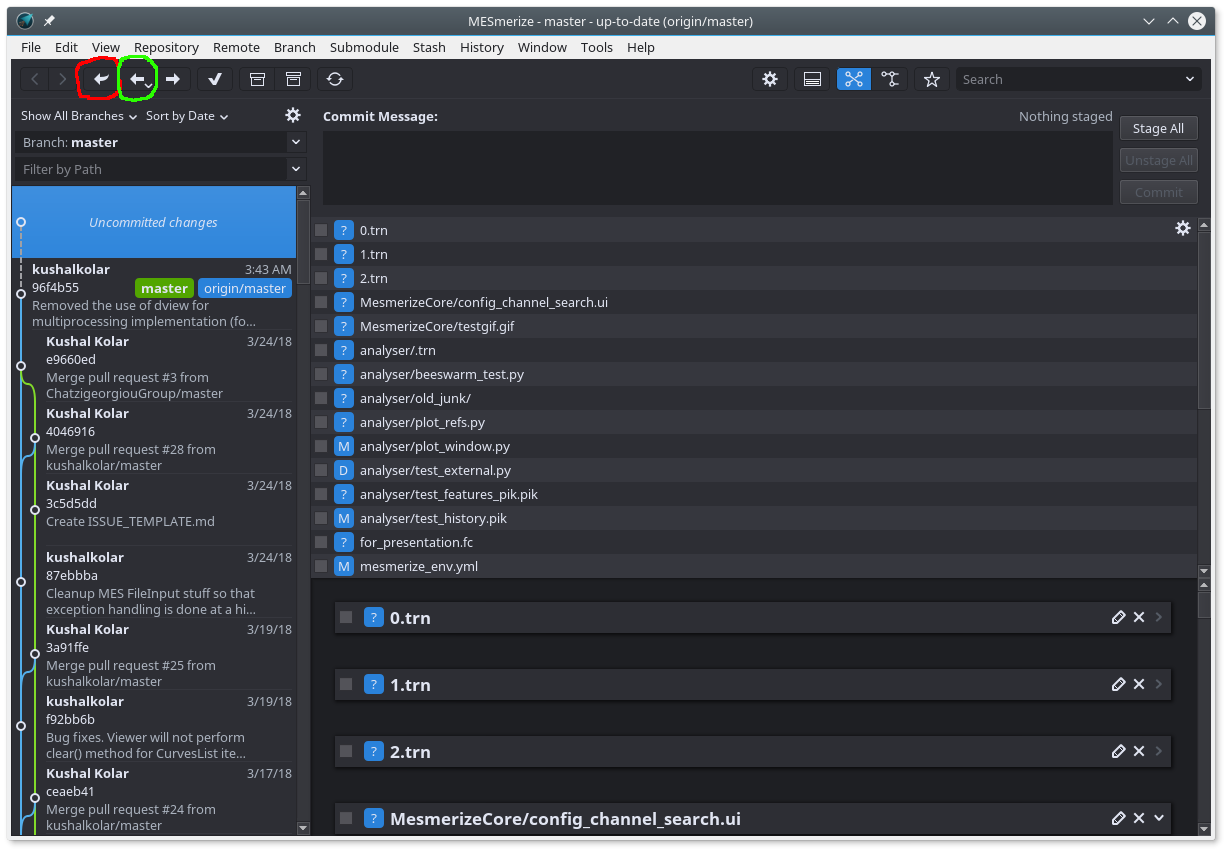 MESmerize - master - up-to-date (origin/master)
File Edit View Repository Remote Branch Submodule Stash History Window Tools Help
Search
Show All Branches Sort by Date
Branch: master
Filter by Path
Uncommitted changes
kushalkolar 3:43 AM
96f4b55 master origin/master
Removed the use of dview for
multiprocessing implementation (fo...
Kushal Kolar 3/24/18
e9660ed
Merge pull request #3 from
ChatzigeorgiouGroup/master
Kushal Kolar 3/24/18
4046916
Merge pull request #28 from
kushalkolar/master
Kushal Kolar 3/24/18
3c5d5dd
Create ISSUE_TEMPLATE.md
kushalkolar 3/24/18
87ebbba
Cleanup MES FileInput stuff so that
exception handling is done at a hi...
Kushal Kolar 3/19/18
3a91ffe
Merge pull request #25 from
kushalkolar/master
kushalkolar 3/19/18
f92bb6b
Bug fixes. Viewer will not perform
clear() method for CurvesList ite...
Kushal Kolar 3/17/18
ceaeb41
Merge pull request #24 from
kushalkolar/master
Commit Message: Nothing staged
Stage All
Unstage All
Commit
? 0.trn
? 1.trn
? 2.trn
? MesmerizeCore/config_channel_search.ui
? MesmerizeCore/testgif.gif
? analyser/.trn
? analyser/beeswarm_test.py
? analyser/old_junk/
? analyser/plot_refs.py
M analyser/plot_window.py
D analyser/test_external.py
? analyser/test_features_pik.pik
M analyser/test_history.pik
? for_presentation.fc
M mesmerize_env.yml
? 0.trn
? 1.trn
? 2.trn
? MesmerizeCore/config_channel_search.ui